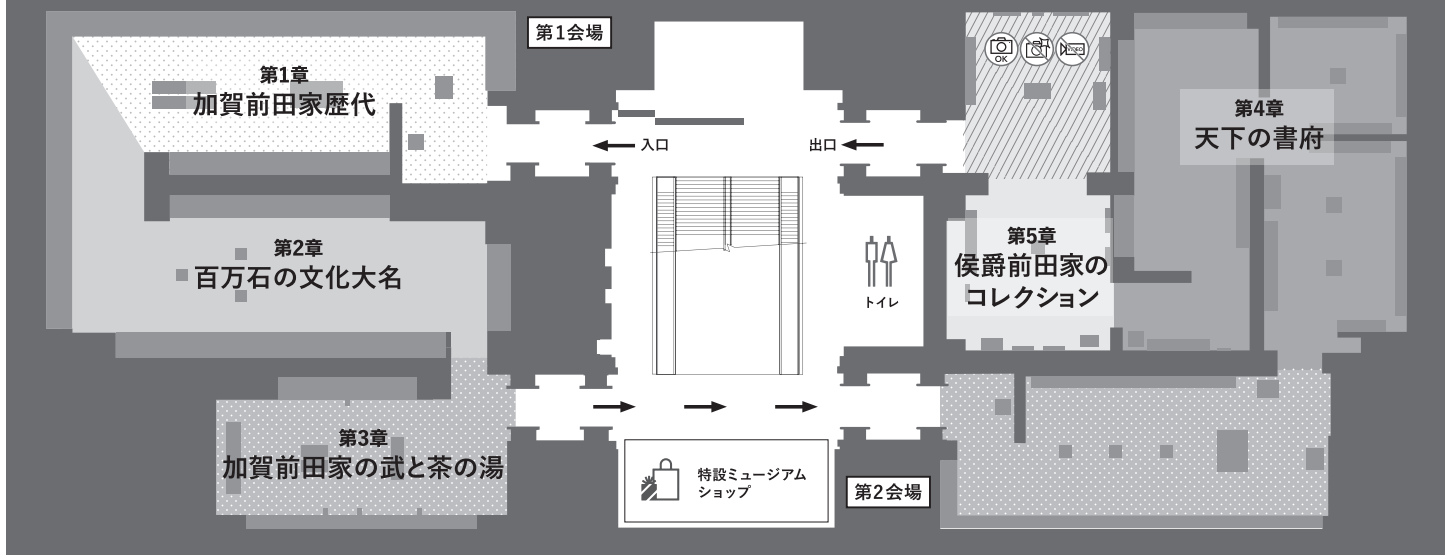 第1会場
第1章
加賀前田家歴代
入口
出口
OK
VIDEO
第4章
天下の書府
第2章
百万石の文化大名
第5章
侯爵前田家の
コレクション
トイレ
第3章
加賀前田家の武と茶の湯
特設ミュージアム
ショップ
第2会場